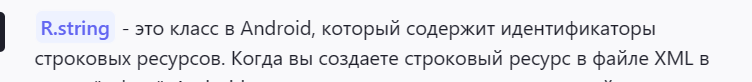 R.string - это класс в Android, который содержит идентификаторы
строковых ресурсов. Когда вы создаете строковый ресурс в файле XML в